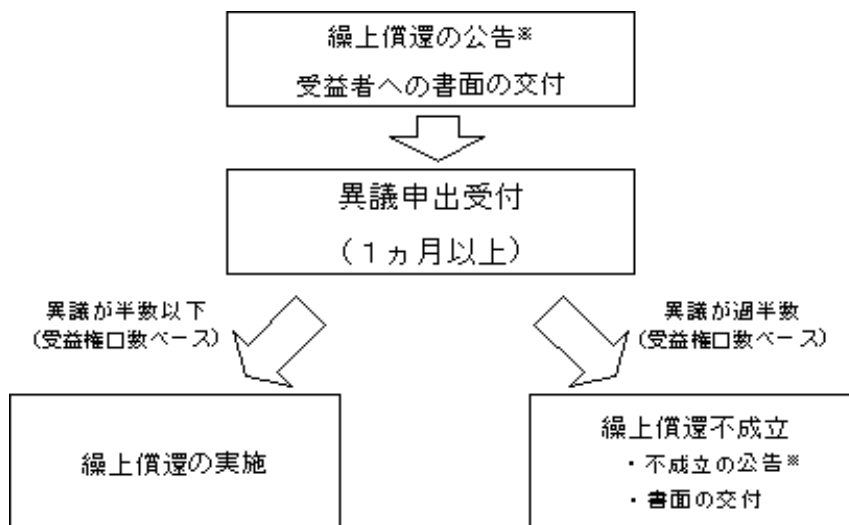 繰上償還の公告※
受益者への書面の交付
異議申出受付
（１ヵ月以上）
異議が半数以下
（受益権口数ベース）
異議が過半数
（受益権口数ベース）
繰上償還の実施
繰上償還不成立
・不成立の公告※
・書面の交付